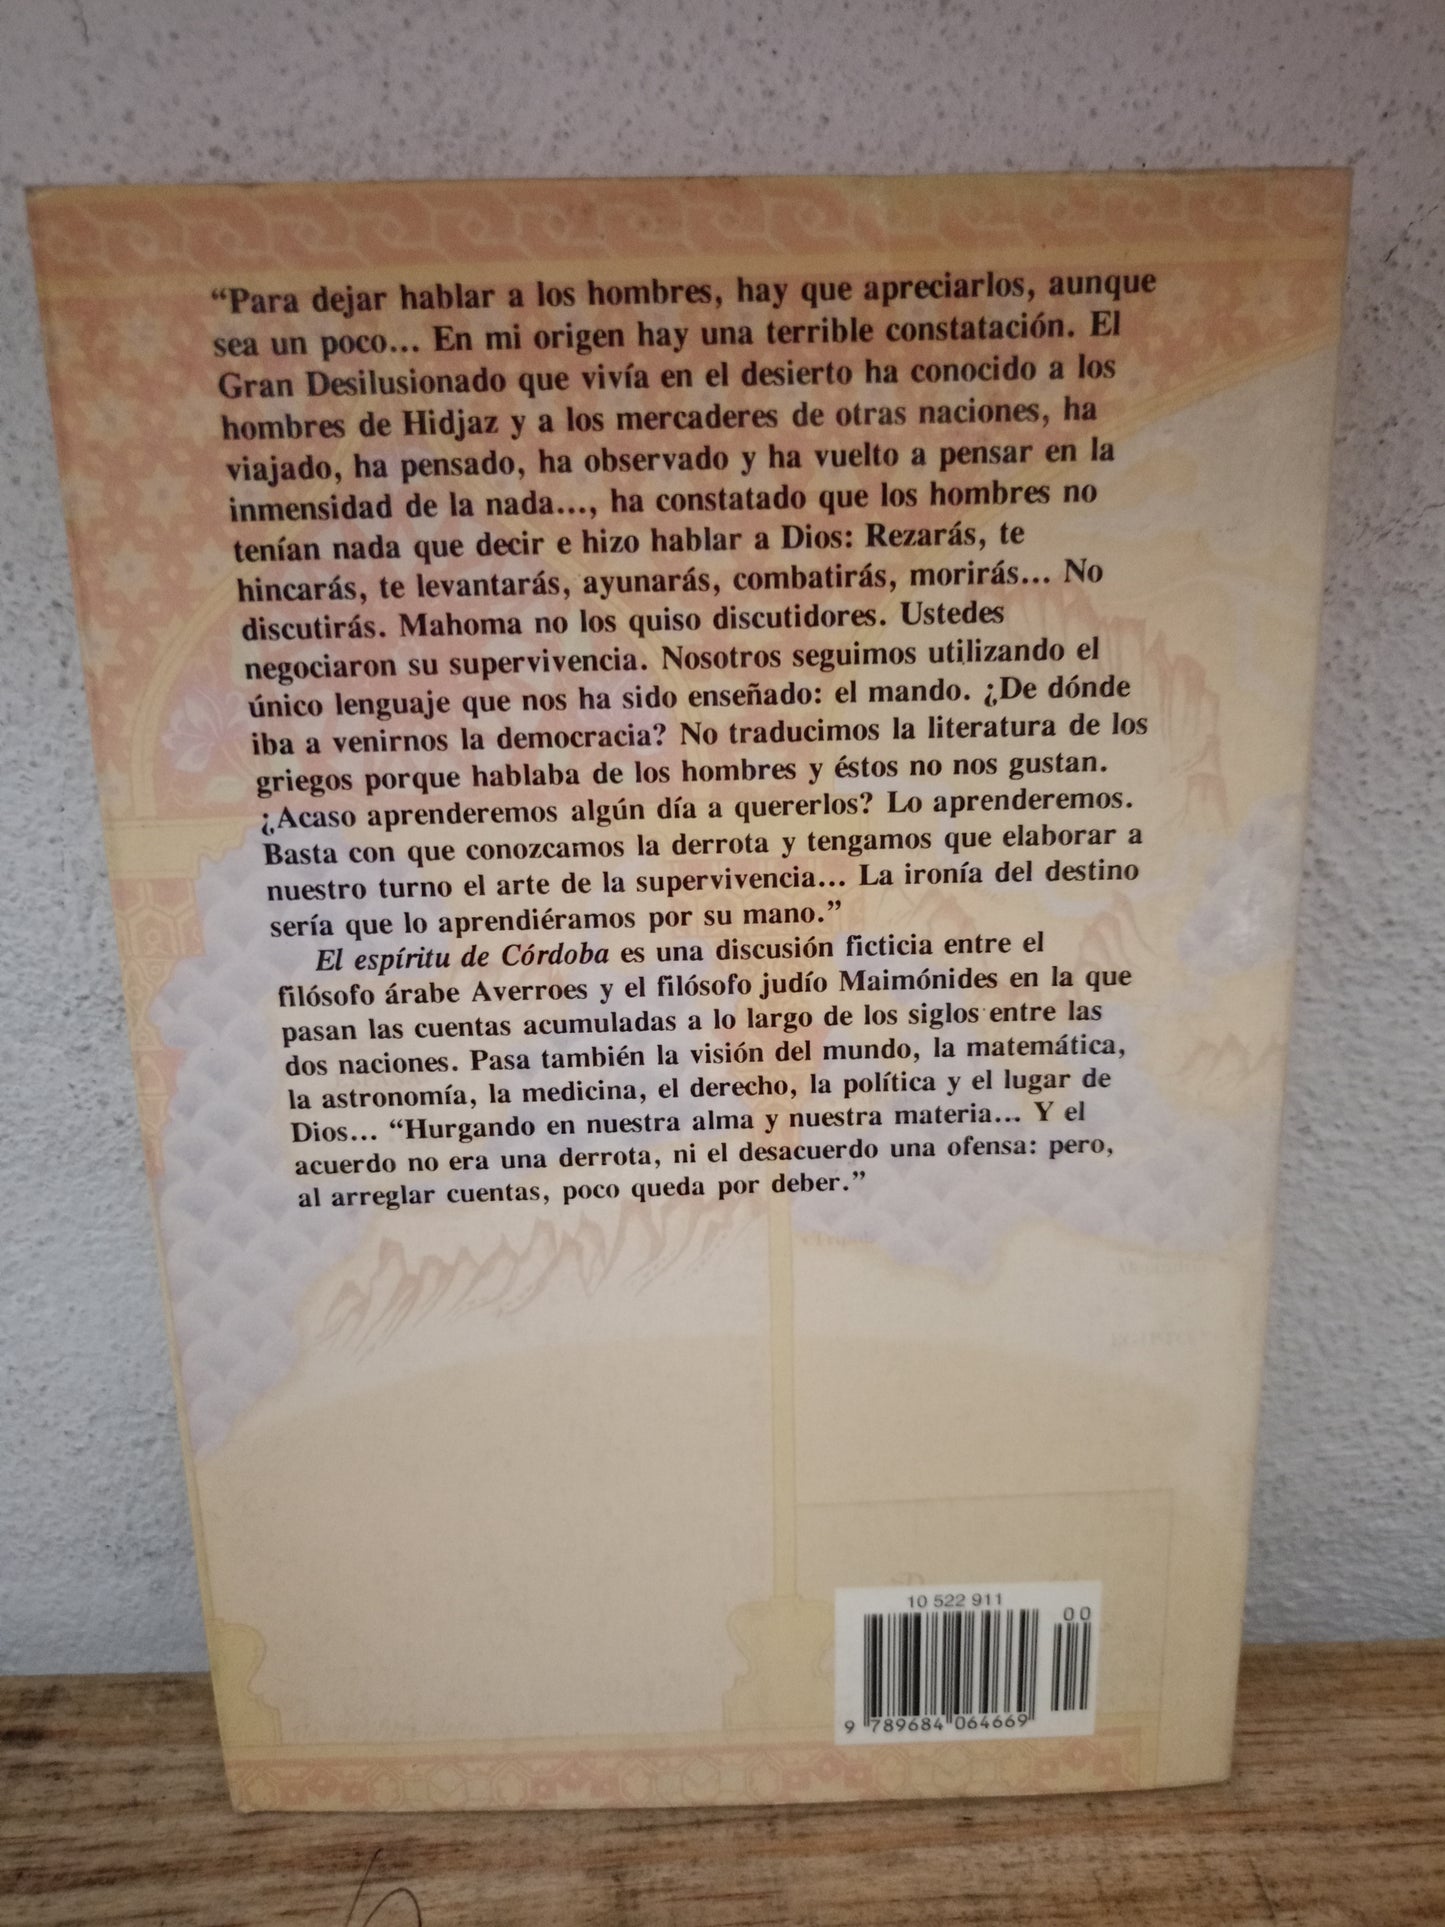 “Para dejar hablar a los hombres, hay que apreciarlos, aunque
sea un poco... En mi origen hay una terrible constatación. El
Gran Desilusionado que vivía en el desierto ha conocido a los
hombres de Hidjaz y a los mercaderes de otras naciones, ha
viajado, ha pensado, ha observado y ha vuelto a pensar en la
inmensidad de la nada..., ha constatado que los hombres no
tenían nada que decir e hizo hablar a Dios: Rezarás, te
hincarás, te levantarás, ayunarás, combatirás, morirás... No
discutirás. Mahoma no los quiso discutidores. Ustedes
negociaron su supervivencia. Nosotros seguimos utilizando el
único lenguaje que nos ha sido enseñado: el mando. ¿De dónde
iba a venirnos la democracia? No traducimos la literatura de los
griegos porque hablaba de los hombres y éstos no nos gustan.
¿Acaso aprenderemos algún día a quererlos? Lo aprenderemos.
Basta con que conozcamos la derrota y tengamos que elaborar a
nuestro turno el arte de la supervivencia... La ironía del destino
sería que lo aprendiéramos por su mano.”
El espíritu de Córdoba es una discusión ficticia entre el
filósofo árabe Averroes y el filósofo judío Maimónides en la que
pasan las cuentas acumuladas a lo largo de los siglos entre las
dos naciones. Pasa también la visión del mundo, la matemática,
la astronomía, la medicina, el derecho, la política y el lugar de
Dios... “Hurgando en nuestra alma y nuestra materia... Y el
acuerdo no era una derrota, ni el desacuerdo una ofensa: pero,
al arreglar cuentas, poco queda por deber.”
10 522 911
00
9 789684 064669